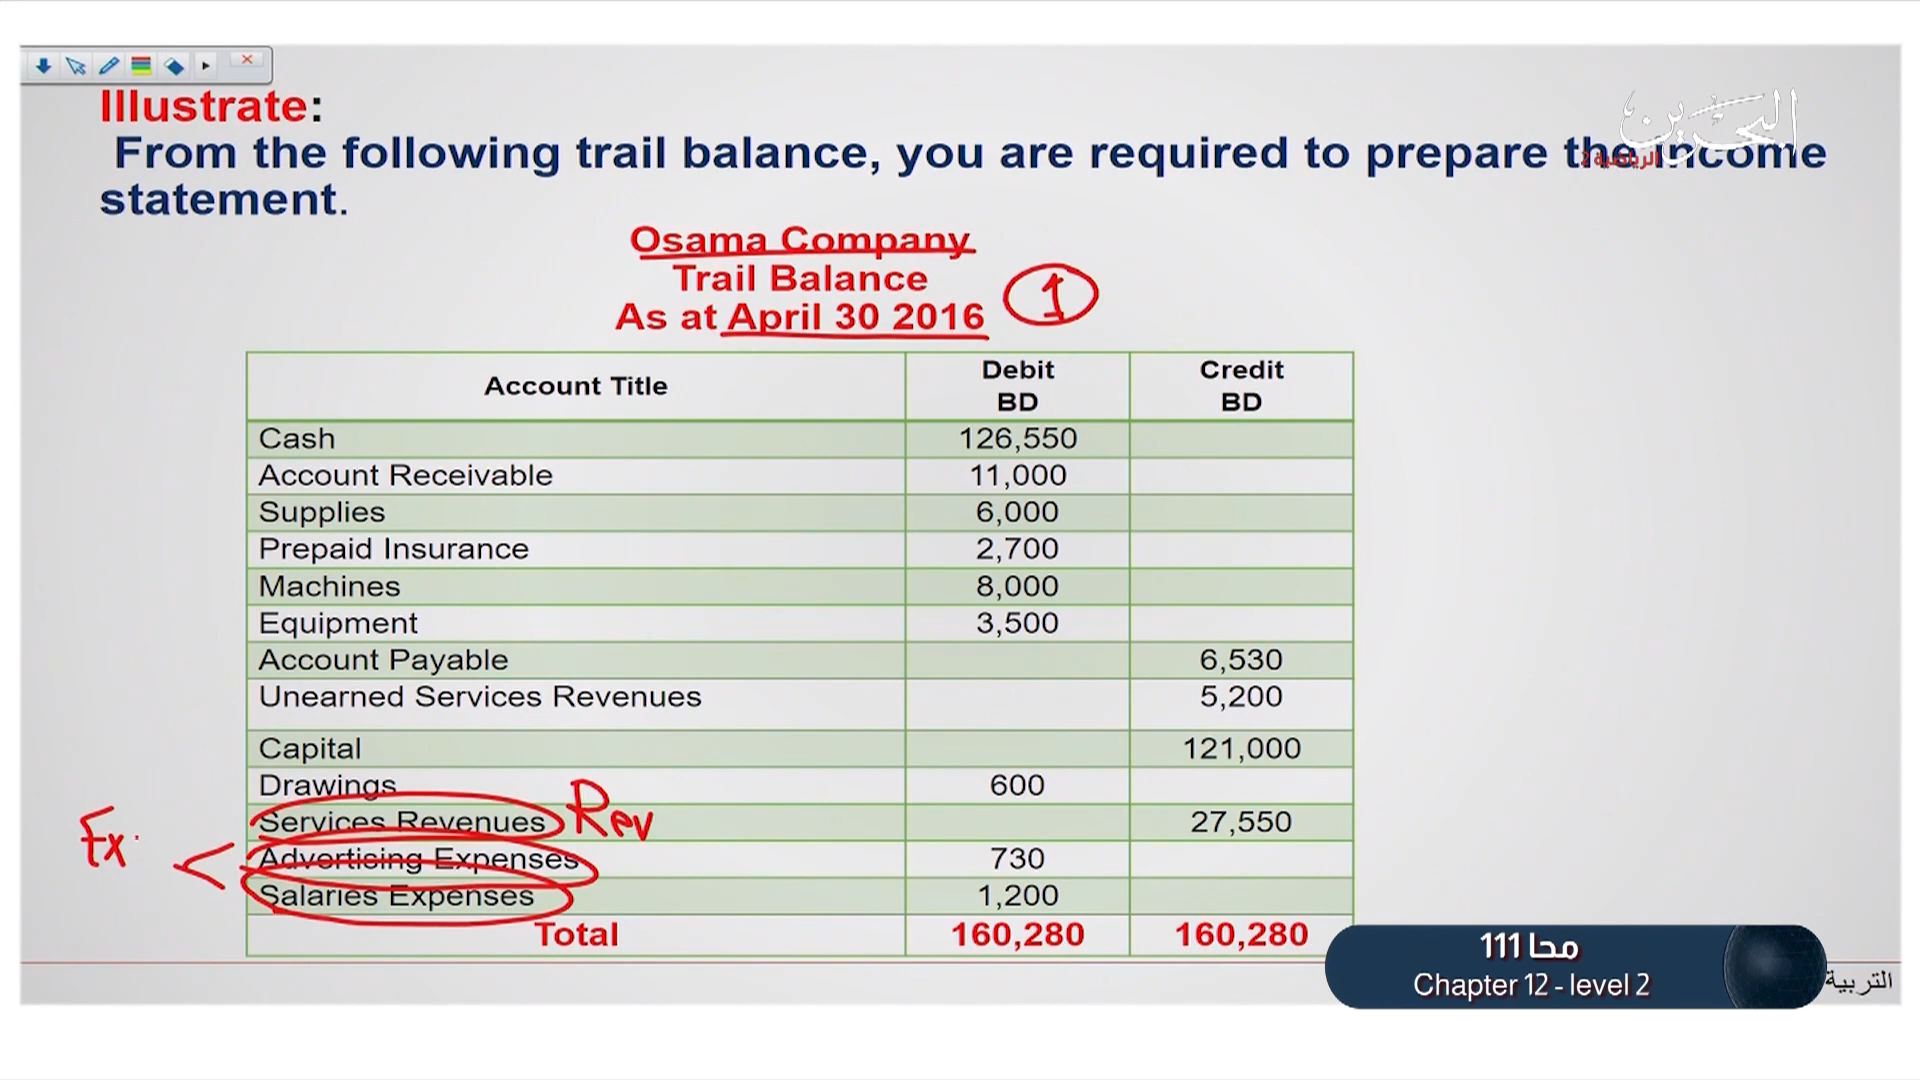 Illustrate:
From the following trail balance, you are required to prepare the income
statement.
البحرين
الرياضية 2
Osama Company
Trail Balance
As at April 30 2016
1
Account Title Debit BD Credit BD
Cash 126,550
Account Receivable 11,000
Supplies 6,000
Prepaid Insurance 2,700
Machines 8,000
Equipment 3,500
Account Payable 6,530
Unearned Services Revenues 5,200
Capital 121,000
Drawings 600
Services Revenues Rev 27,550
Ex. Advertising Expenses 730
Salaries Expenses 1,200
Total 160,280 160,280
محا 111
Chapter 12 - level 2
التربية